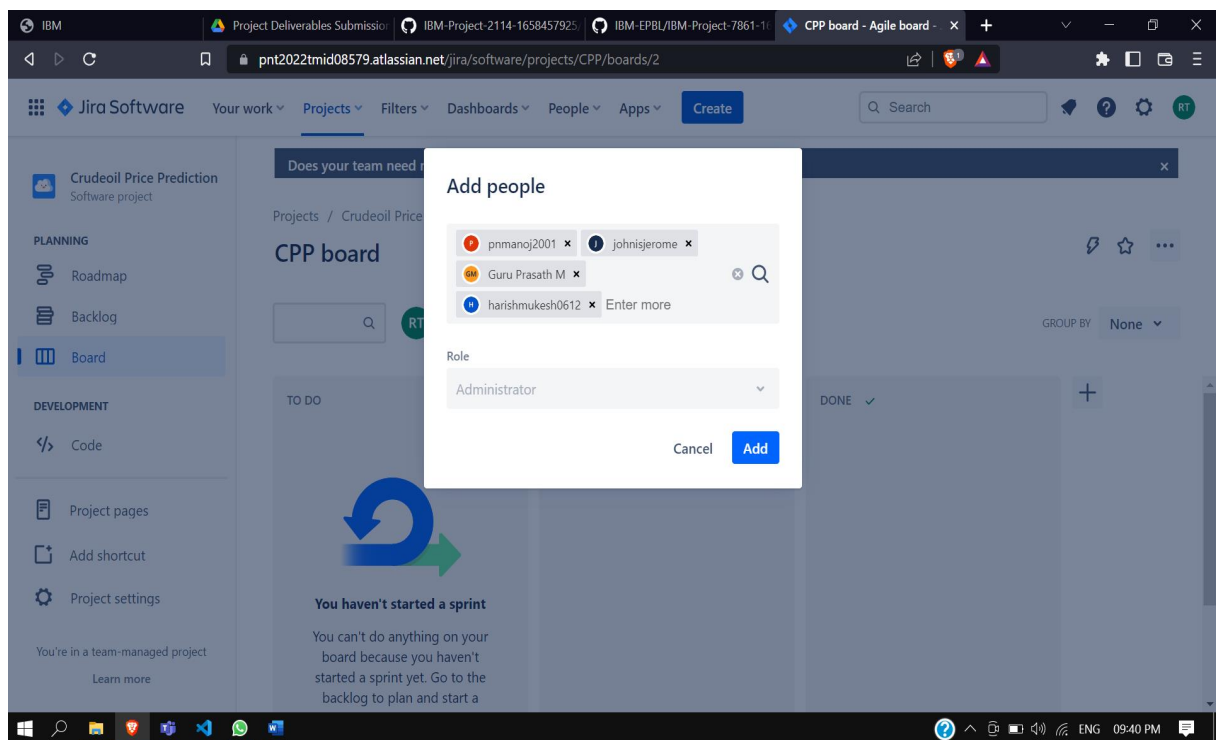 IBM
Project Deliverables Submission
IBM-Project-2114-1658457925
IBM-EPBL/IBM-Project-7861-16
CPP board - Agile board -
pnt2022tmid08579.atlassian.net/jira/software/projects/CPP/boards/2
1
Jira Software Your work Projects Filters Dashboards People Apps Create Search RT
Crudeoil Price Prediction
Software project
PLANNING
Roadmap
Backlog
Board
DEVELOPMENT
Code
Project pages
Add shortcut
Project settings
You're in a team-managed project
Learn more
Does your team need
Projects / Crudeoil Price
CPP board
RT
GROUP BY None
TO DO
DONE
You haven't started a sprint
You can't do anything on your
board because you haven't
started a sprint yet. Go to the
backlog to plan and start a
Add people
P pnmanoj2001 J johnisjerome
GM Guru Prasath M
H harishmukesh0612 Enter more
Role
Administrator
Cancel Add
ENG 09:40 PM